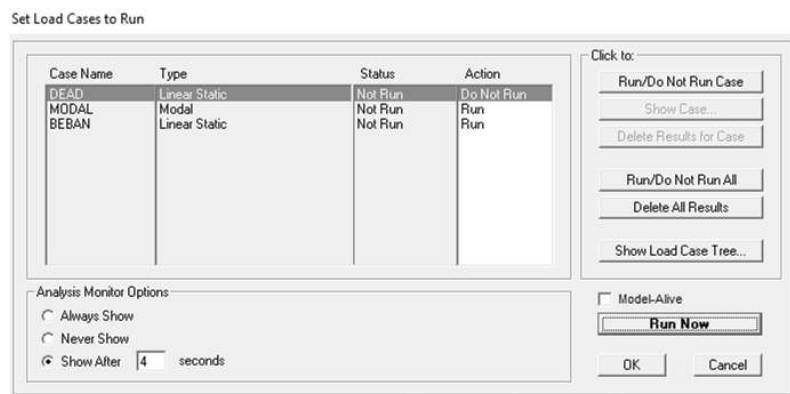 Set Load Cases to Run
Case Name Type Status Action
DEAD Linear Static Not Run Do Not Run
MODAL Modal Not Run Run
BEBAN Linear Static Not Run Run
Click to:
Run/Do Not Run Case
Show Case...
Delete Results for Case
Run/Do Not Run All
Delete All Results
Show Load Case Tree...
Analysis Monitor Options
Always Show
Never Show
Show After 4 seconds
Model-Alive
Run Now
OK Cancel